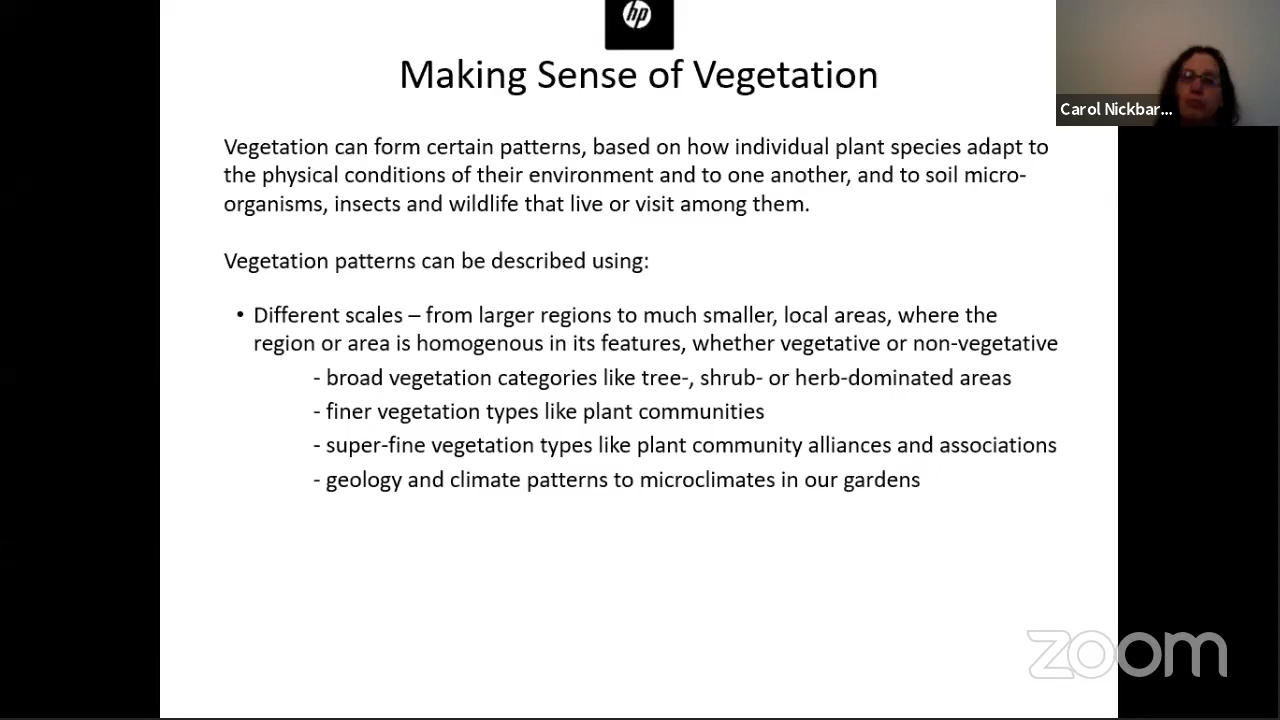 hp
Making Sense of Vegetation
Carol Nickbar...
Vegetation can form certain patterns, based on how individual plant species adapt to
the physical conditions of their environment and to one another, and to soil micro-
organisms, insects and wildlife that live or visit among them.
Vegetation patterns can be described using:
• Different scales – from larger regions to much smaller, local areas, where the
region or area is homogenous in its features, whether vegetative or non-vegetative
- broad vegetation categories like tree-, shrub- or herb-dominated areas
- finer vegetation types like plant communities
- super-fine vegetation types like plant community alliances and associations
- geology and climate patterns to microclimates in our gardens
zoom